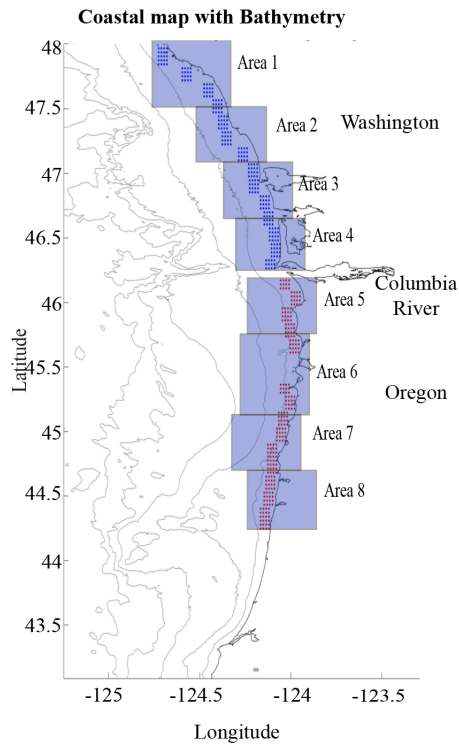 Coastal map with Bathymetry
48
Area 1
47.5
Area 2
Washington
47
Area 3
46.5
Area 4
Columbia
River
46
Area 5
Latitude
45.5
Area 6
Oregon
45
Area 7
44.5
Area 8
44
43.5
-125
-124.5
-124
-123.5
Longitude